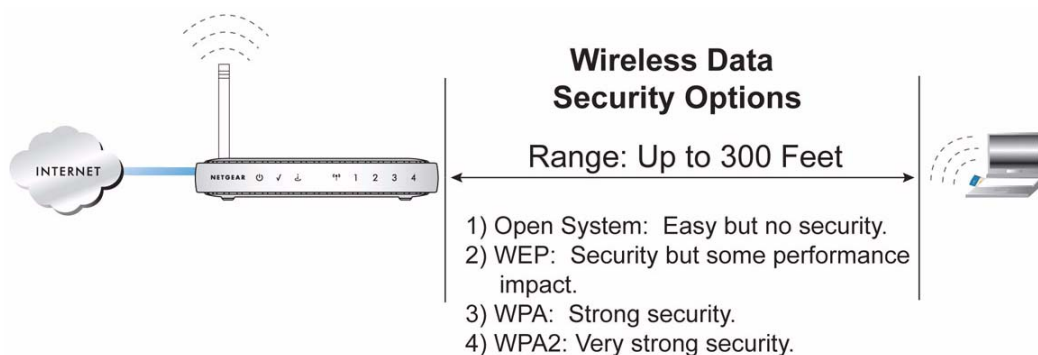 Wireless Data
Security Options
INTERNET
NETGEAR
1 2 3 4
Range: Up to 300 Feet
1) Open System: Easy but no security.
2) WEP: Security but some performance
impact.
3) WPA: Strong security.
4) WPA2: Very strong security.